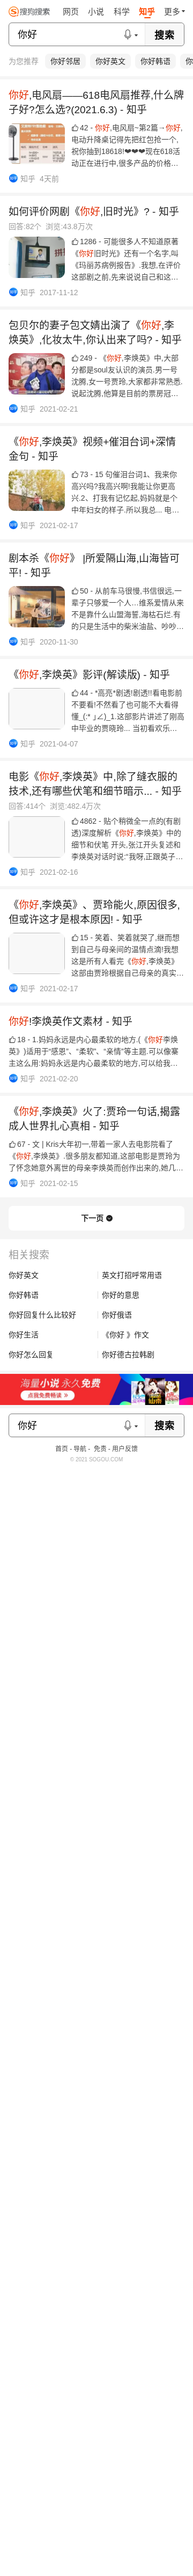 搜狗搜索 网页 小说 科学 知乎 更多
你好 搜索
为您推荐 你好邻居 你好英文 你好韩语
你好,电风扇——618电风扇推荐,什么牌
子好?怎么选?(2021.6.3) - 知乎
42 - 你好,电风扇~第2篇→你好,
电动升降桌记得先把红包抢一个,
祝你抽到18618!❤❤❤现在618活
动正在进行中,很多产品的价格...
知乎 4天前
如何评价网剧《你好,旧时光》? - 知乎
回答:82个 浏览:43.8万次
1286 - 可能很多人不知道原著
《你好旧时光》还有一个名字,叫
《玛丽苏病例报告》.我想,在评价
这部剧之前,先来说说自己和这...
知乎 2017-11-12
包贝尔的妻子包文婧出演了《你好,李
焕英》,化妆太牛,你认出来了吗? - 知乎
249 - 《你好,李焕英》中,大部
分都是soul友认识的演员.男一号
沈腾,女一号贾玲,大家都非常熟悉.
说起沈腾,他算是目前的票房冠...
知乎 2021-02-21
《你好,李焕英》视频+催泪台词+深情
金句 - 知乎
73 - 15 句催泪台词1、我来你
高兴吗?我高兴啊!我能让你更高
兴.2、打我有记忆起,妈妈就是个
中年妇女的样子.所以我总... 电...
知乎 2021-02-17
剧本杀《你好》 |所爱隔山海,山海皆可
平! - 知乎
50 - 从前车马很慢,书信很远,一
辈子只够爱一个人…维系爱情从来
不是靠什么山盟海誓,海枯石烂.有
的只是生活中的柴米油盐、吵吵...
知乎 2020-11-30
《你好,李焕英》影评(解读版) - 知乎
44 - *高亮*剧透!剧透!!看电影前
不要看!不然看了也可能不大看得
懂_(:* ｣∠)_1.这部影片讲述了刚高
中毕业的贾晓玲... 当初看欢乐...
知乎 2021-04-07
电影《你好,李焕英》中,除了缝衣服的
技术,还有哪些伏笔和细节暗示... - 知乎
回答:414个 浏览:482.4万次
4862 - 贴个稍微全一点的(有剧
透)深度解析《你好,李焕英》中的
细节和伏笔 开头,张江开头复述和
李焕英对话时说:“我呀,正跟英子...
知乎 2021-02-16
《你好,李焕英》、贾玲能火,原因很多,
但或许这才是根本原因! - 知乎
15 - 笑着、笑着就哭了,继而想
到自己与母亲间的温情点滴!我想
这是所有人看完《你好,李焕英》
这部由贾玲根据自己母亲的真实...
知乎 2021-02-17
你好!李焕英作文素材 - 知乎
18 - 1.妈妈永远是内心最柔软的地方.(《你好李焕
英》)适用于“感恩”、“柔软”、“亲情”等主题.可以像寨
主这么用:妈妈永远是内心最柔软的地方,可以给我...
知乎 2021-02-20
《你好,李焕英》火了:贾玲一句话,揭露
成人世界扎心真相 - 知乎
67 - 文 | Kris大年初一,带着一家人去电影院看了
《你好,李焕英》.很多朋友都知道,这部电影是贾玲为
了怀念她意外离世的母亲李焕英而创作出来的,她几...
知乎 2021-02-15
下一页
相关搜索
你好英文 英文打招呼常用语
你好韩语 你好的意思
你好回复什么比较好 你好俄语
你好生活 《你好 》作文
你好怎么回复 你好德古拉韩剧
海量小说 永久免费
点我免费畅读
你好 搜索
首页 - 导航 - 免责 - 用户反馈
© 2021 SOGOU.COM